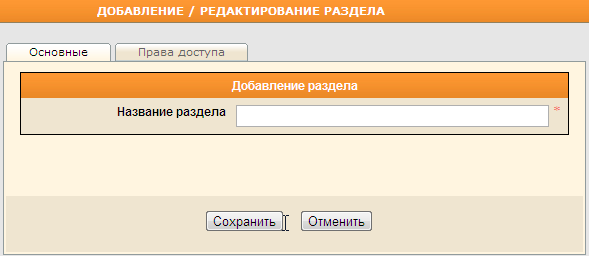 ДОБАВЛЕНИЕ / РЕДАКТИРОВАНИЕ РАЗДЕЛА
Основные Права доступа
Добавление раздела
Название раздела *
Сохранить Отменить